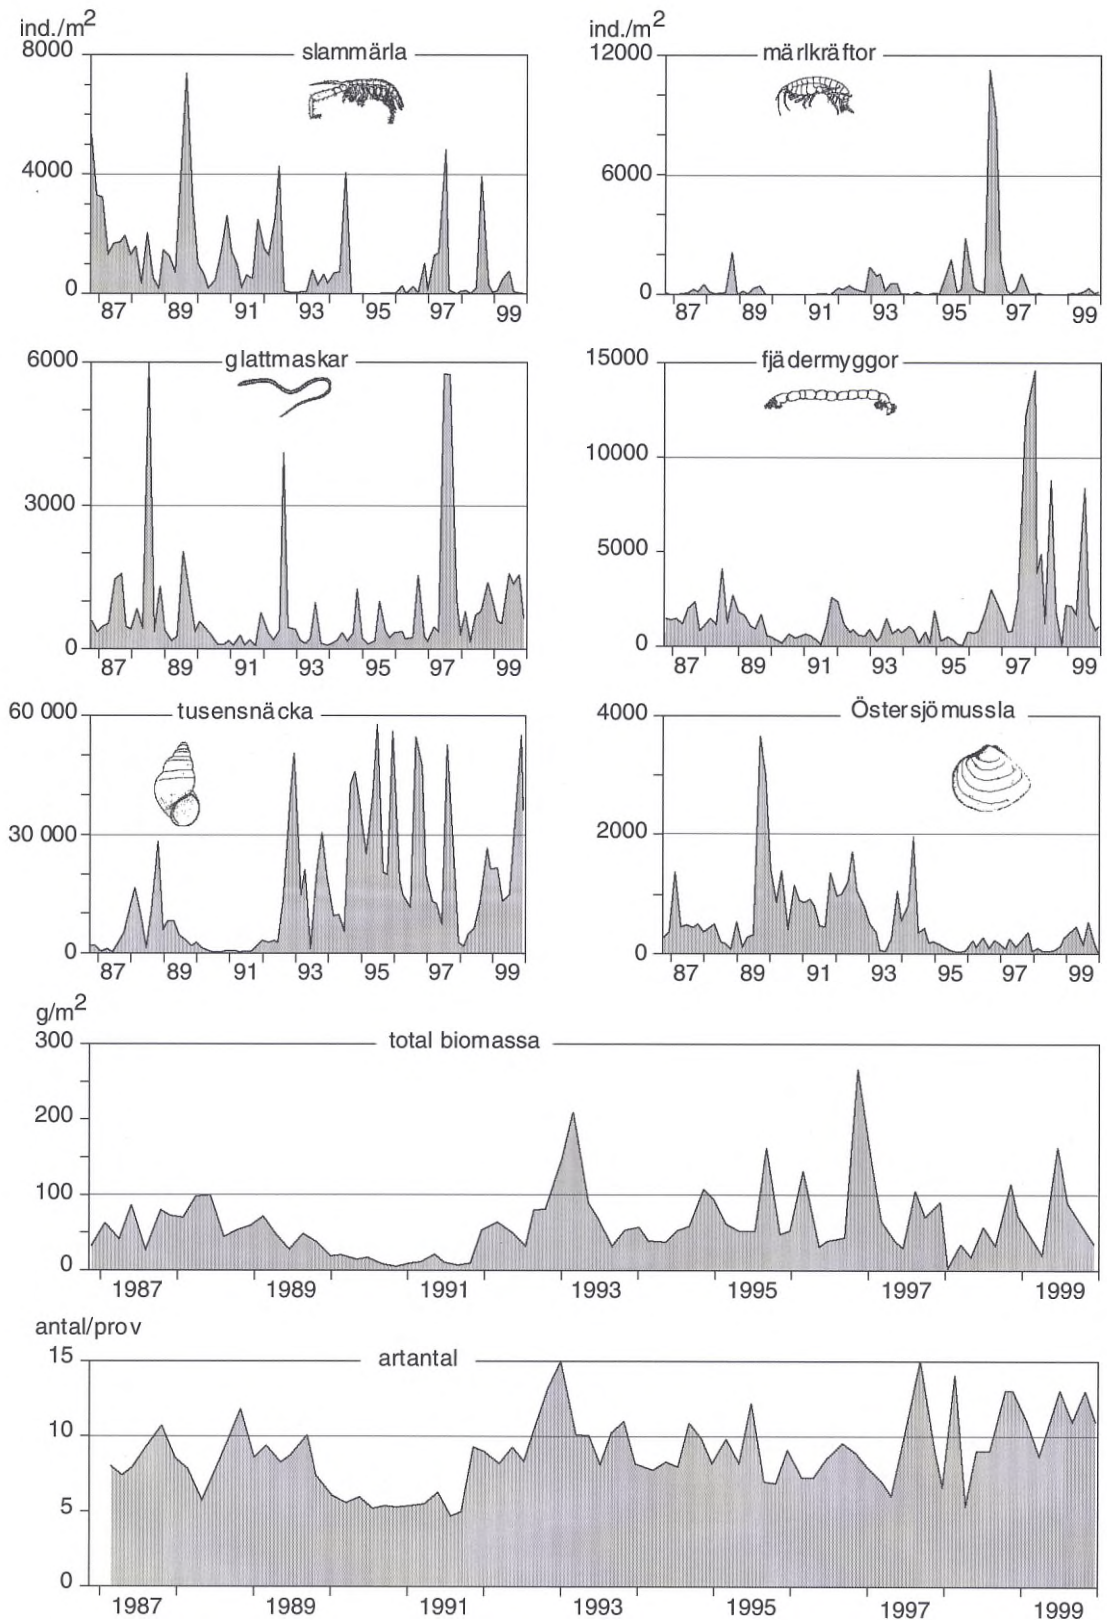 ind./m²
slammärla
8000
4000
0
87 89 91 93 95 97 99
ind./m²
märlkräftor
12000
6000
0
87 89 91 93 95 97 99
glattmaskar
6000
3000
0
87 89 91 93 95 97 99
fjädermyggor
15000
10000
5000
0
87 89 91 93 95 97 99
tusensnäcka
60 000
30 000
0
87 89 91 93 95 97 99
Östersjömussla
4000
2000
0
87 89 91 93 95 97 99
g/m²
total biomassa
300
200
100
0
1987 1989 1991 1993 1995 1997 1999
antal/prov
artantal
15
10
5
0
1987 1989 1991 1993 1995 1997 1999